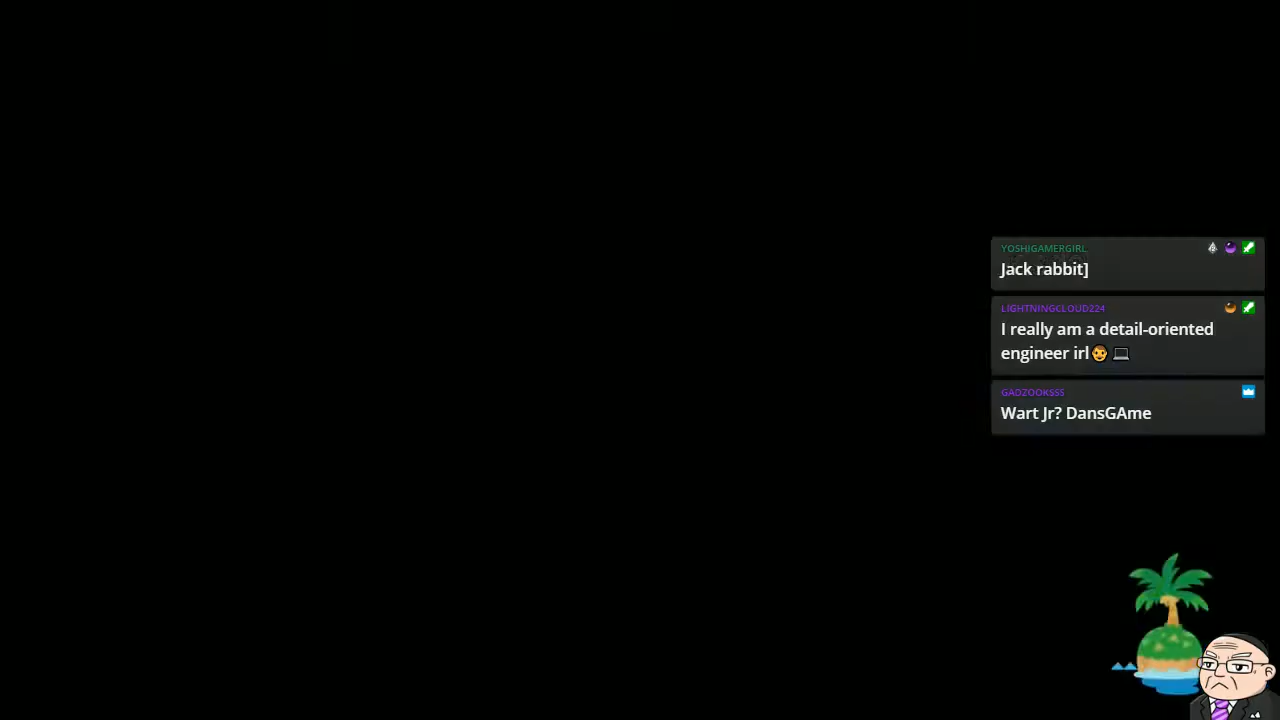 YOSHIGAMERGIRL
Jack rabbit]
LIGHTNINGCLOUD224
I really am a detail-oriented
engineer irl🧑‍💻
GADZOOKSSS
Wart Jr? DansGAme